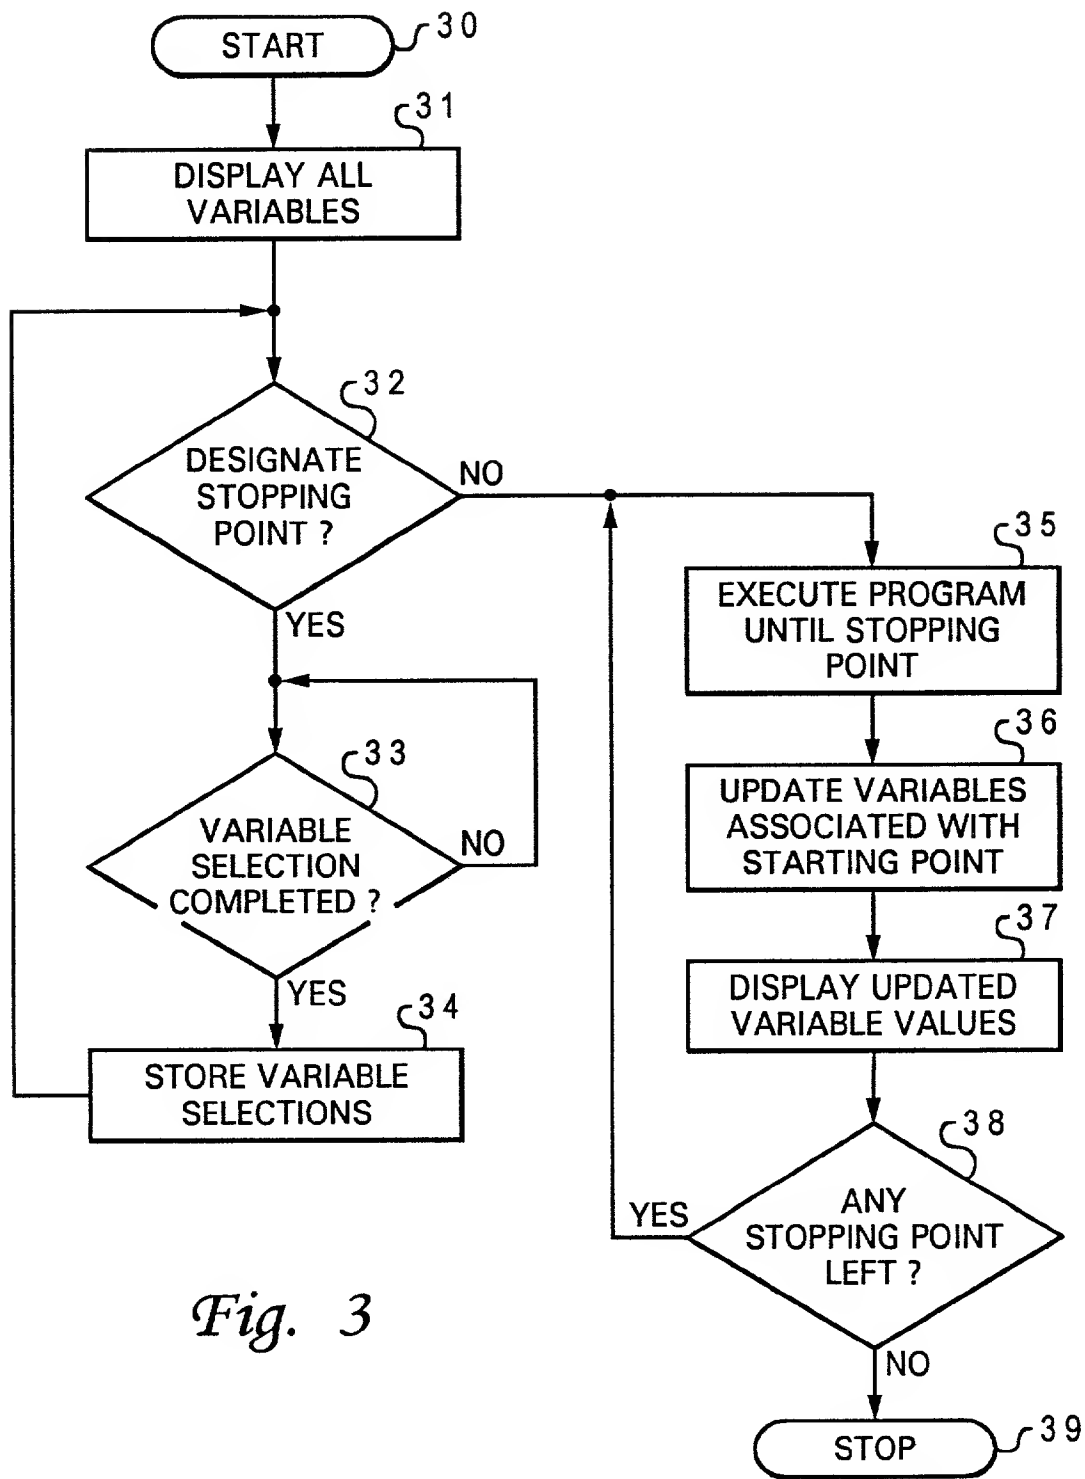 START
30
31
DISPLAY ALL
VARIABLES
32
DESIGNATE
STOPPING
POINT ?
NO
YES
33
VARIABLE
SELECTION
COMPLETED ?
NO
YES
34
STORE VARIABLE
SELECTIONS
35
EXECUTE PROGRAM
UNTIL STOPPING
POINT
36
UPDATE VARIABLES
ASSOCIATED WITH
STARTING POINT
37
DISPLAY UPDATED
VARIABLE VALUES
38
ANY
STOPPING POINT
LEFT ?
YES
NO
STOP
39
Fig. 3